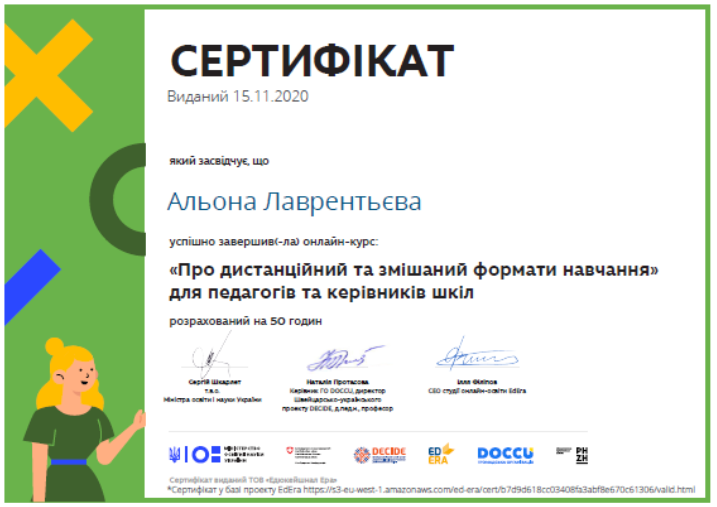 СЕРТИФІКАТ
Виданий 15.11.2020
який засвідчує, що
Альона Лаврентьєва
успішно завершив(-ла) онлайн-курс:
«Про дистанційний та змішаний формати навчання»
для педагогів та керівників шкіл
розрахований на 50 годин
Сергій Шкарлет
т.в.о.
Міністра освіти і науки України
Наталія Протасова
Керівник ГО DOCCU, директор
Швейцарсько-українського
проекту DECIDE, д.пед.н., професор
Ілля Філіпов
CEO студії онлайн-освіти EdEra
МІНІСТЕРСТВО
ОСВІТИ І НАУКИ
УКРАЇНИ
DECIDE
ED
ERA
DOCCU
PH
ZH
Сертифікат виданий ТОВ «Едюкейшнал Ера»
*Сертифікат у базі проекту EdEra https://s3-eu-west-1.amazonaws.com/ed-era/cert/b7d9d618cc03408fa3abf8e670c61306/valid.html